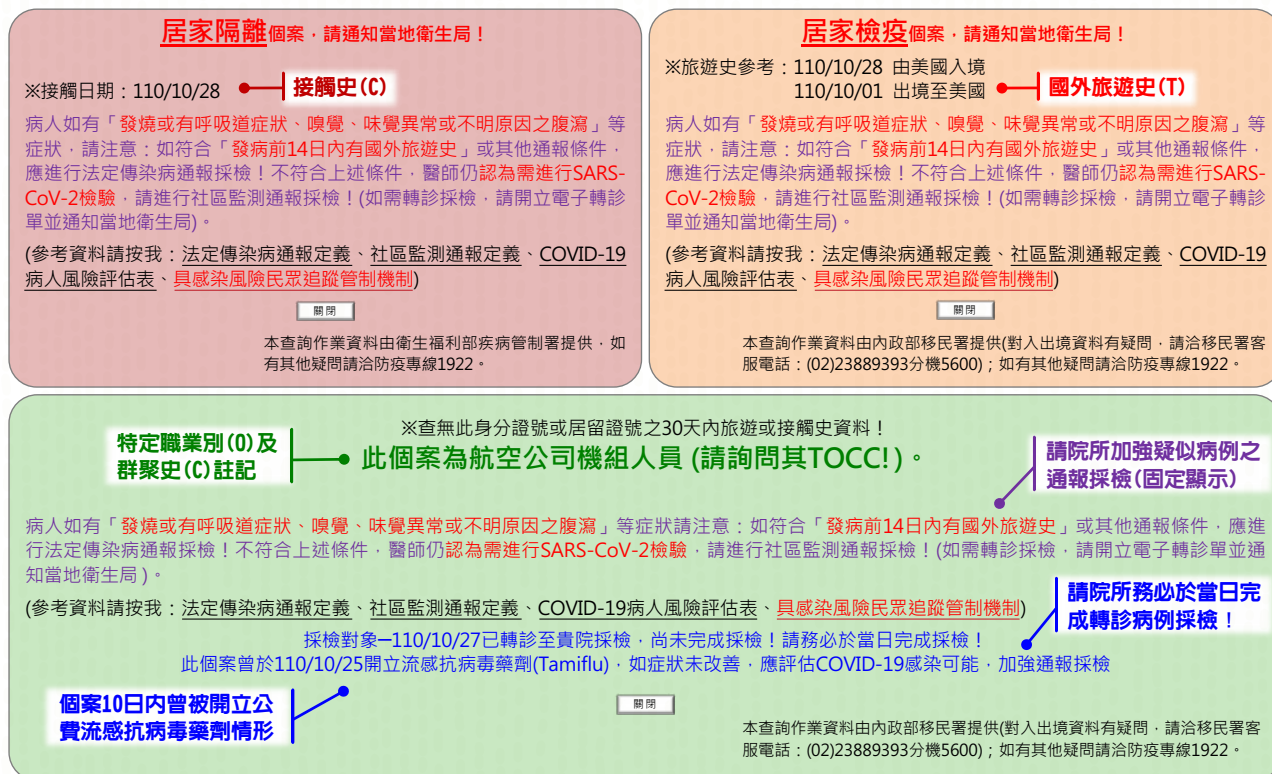 居家隔離個案，請通知當地衛生局！
※接觸日期：110/10/28
接觸史(C)
病人如有「發燒或有呼吸道症狀、嗅覺、味覺異常或不明原因之腹瀉」等
症狀，請注意：如符合「發病前14日內有國外旅遊史」或其他通報條件，
應進行法定傳染病通報採檢！不符合上述條件，醫師仍認為需進行SARS-
CoV-2檢驗，請進行社區監測通報採檢！(如需轉診採檢，請開立電子轉診
單並通知當地衛生局)。
(參考資料請按我：法定傳染病通報定義、社區監測通報定義、COVID-19
病人風險評估表、具感染風險民眾追蹤管制機制)
關閉
本查詢作業資料由衛生福利部疾病管制署提供，如
有其他疑問請洽防疫專線1922。
居家檢疫個案，請通知當地衛生局！
※旅遊史參考：110/10/28 由美國入境
110/10/01 出境至美國
國外旅遊史(T)
病人如有「發燒或有呼吸道症狀、嗅覺、味覺異常或不明原因之腹瀉」等
症狀，請注意：如符合「發病前14日內有國外旅遊史」或其他通報條件，
應進行法定傳染病通報採檢！不符合上述條件，醫師仍認為需進行SARS-
CoV-2檢驗，請進行社區監測通報採檢！(如需轉診採檢，請開立電子轉診
單並通知當地衛生局)。
(參考資料請按我：法定傳染病通報定義、社區監測通報定義、COVID-19
病人風險評估表、具感染風險民眾追蹤管制機制)
關閉
本查詢作業資料由內政部移民署提供(對入出境資料有疑問，請洽移民署客
服電話：(02)23889393分機5600)；如有其他疑問請洽防疫專線1922。
※查無此身分證號或居留證號之30天內旅遊或接觸史資料！
特定職業別(O)及
群聚史(C)註記
此個案為航空公司機組人員 (請詢問其TOCC!)。
請院所加強疑似病例之
通報採檢(固定顯示)
病人如有「發燒或有呼吸道症狀、嗅覺、味覺異常或不明原因之腹瀉」等症狀請注意：如符合「發病前14日內有國外旅遊史」或其他通報條件，應進
行法定傳染病通報採檢！不符合上述條件，醫師仍認為需進行SARS-CoV-2檢驗，請進行社區監測通報採檢！(如需轉診採檢，請開立電子轉診單並通
知當地衛生局)。
(參考資料請按我：法定傳染病通報定義、社區監測通報定義、COVID-19病人風險評估表、具感染風險民眾追蹤管制機制)
請院所務必於當日完
成轉診病例採檢！
採檢對象─110/10/27已轉診至貴院採檢，尚未完成採檢！請務必於當日完成採檢！
此個案曾於110/10/25開立流感抗病毒藥劑(Tamiflu)，如症狀未改善，應評估COVID-19感染可能，加強通報採檢
個案10日內曾被開立公
費流感抗病毒藥劑情形
關閉
本查詢作業資料由內政部移民署提供(對入出境資料有疑問，請洽移民署客
服電話：(02)23889393分機5600)；如有其他疑問請洽防疫專線1922。